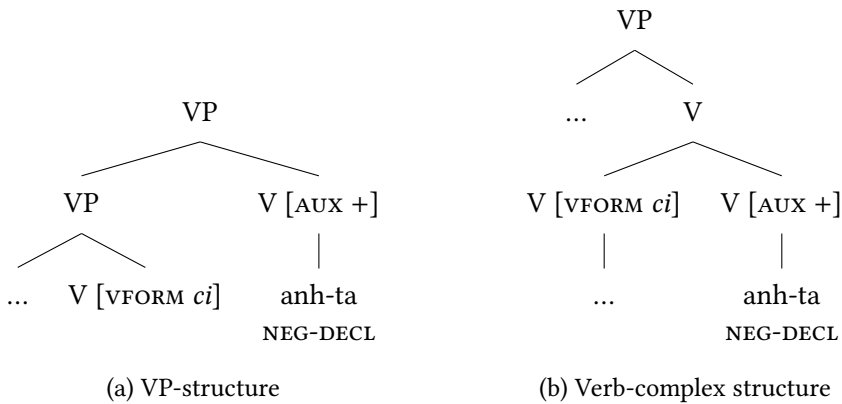 VP
VP
... V
VP V [AUX +]
V [VFORM ci] V [AUX +]
... V [VFORM ci] anh-ta
NEG-DECL
... anh-ta
NEG-DECL
(a) VP-structure
(b) Verb-complex structure